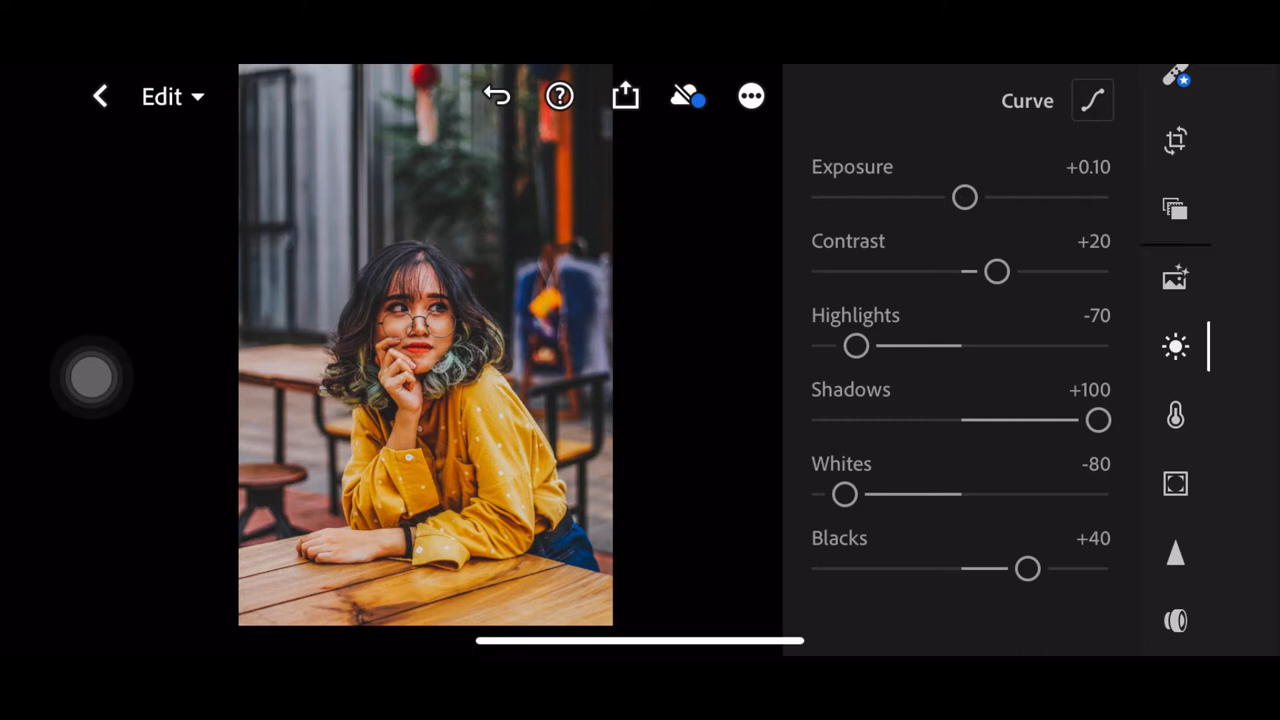 Edit
Curve
Exposure +0.10
Contrast +20
Highlights -70
Shadows +100
Whites -80
Blacks +40